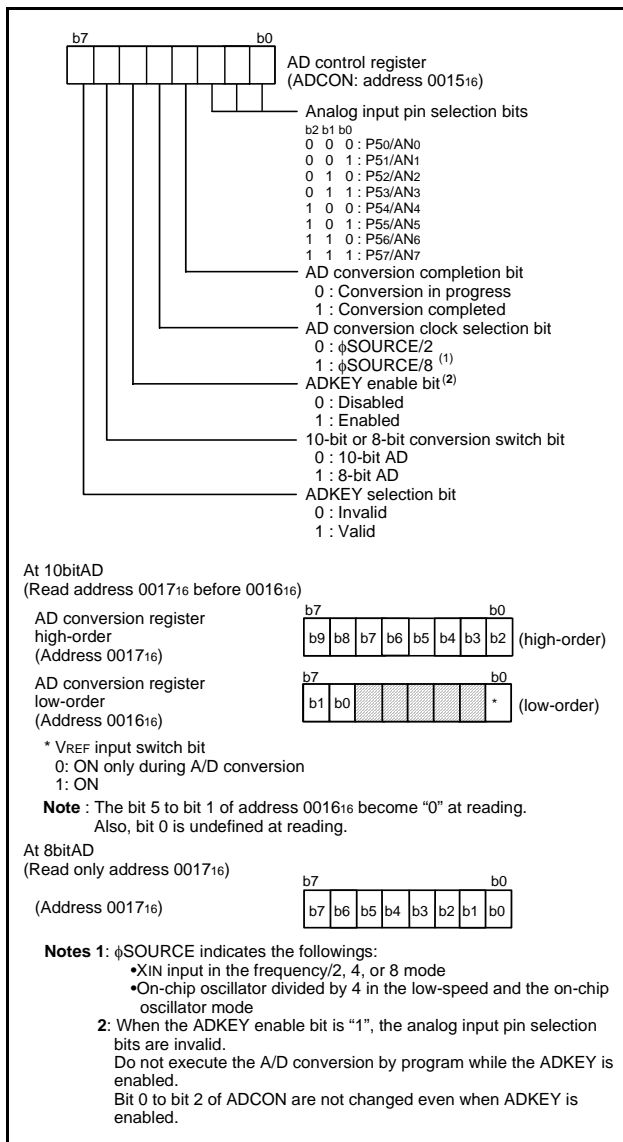 b7 b0
AD control register
(ADCON: address 001516)
Analog input pin selection bits
b2 b1 b0
0 0 0 : P50/AN0
0 0 1 : P51/AN1
0 1 0 : P52/AN2
0 1 1 : P53/AN3
1 0 0 : P54/AN4
1 0 1 : P55/AN5
1 1 0 : P56/AN6
1 1 1 : P57/AN7
AD conversion completion bit
0 : Conversion in progress
1 : Conversion completed
AD conversion clock selection bit
0 : ϕSOURCE/2
1 : ϕSOURCE/8 (1)
ADKEY enable bit(2)
0 : Disabled
1 : Enabled
10-bit or 8-bit conversion switch bit
0 : 10-bit AD
1 : 8-bit AD
ADKEY selection bit
0 : Invalid
1 : Valid
At 10bitAD
(Read address 001716 before 001616)
AD conversion register
high-order
(Address 001716)
b7 b0
b9 b8 b7 b6 b5 b4 b3 b2 (high-order)
AD conversion register
low-order
(Address 001616)
b7 b0
b1 b0 * (low-order)
* VREF input switch bit
0: ON only during A/D conversion
1: ON
Note : The bit 5 to bit 1 of address 001616 become “0” at reading.
Also, bit 0 is undefined at reading.
At 8bitAD
(Read only address 001716)
b7 b0
(Address 001716) b7 b6 b5 b4 b3 b2 b1 b0
Notes 1: ϕSOURCE indicates the followings:
•XIN input in the frequency/2, 4, or 8 mode
•On-chip oscillator divided by 4 in the low-speed and the on-chip
oscillator mode
2: When the ADKEY enable bit is “1”, the analog input pin selection
bits are invalid.
Do not execute the A/D conversion by program while the ADKEY is
enabled.
Bit 0 to bit 2 of ADCON are not changed even when ADKEY is
enabled.